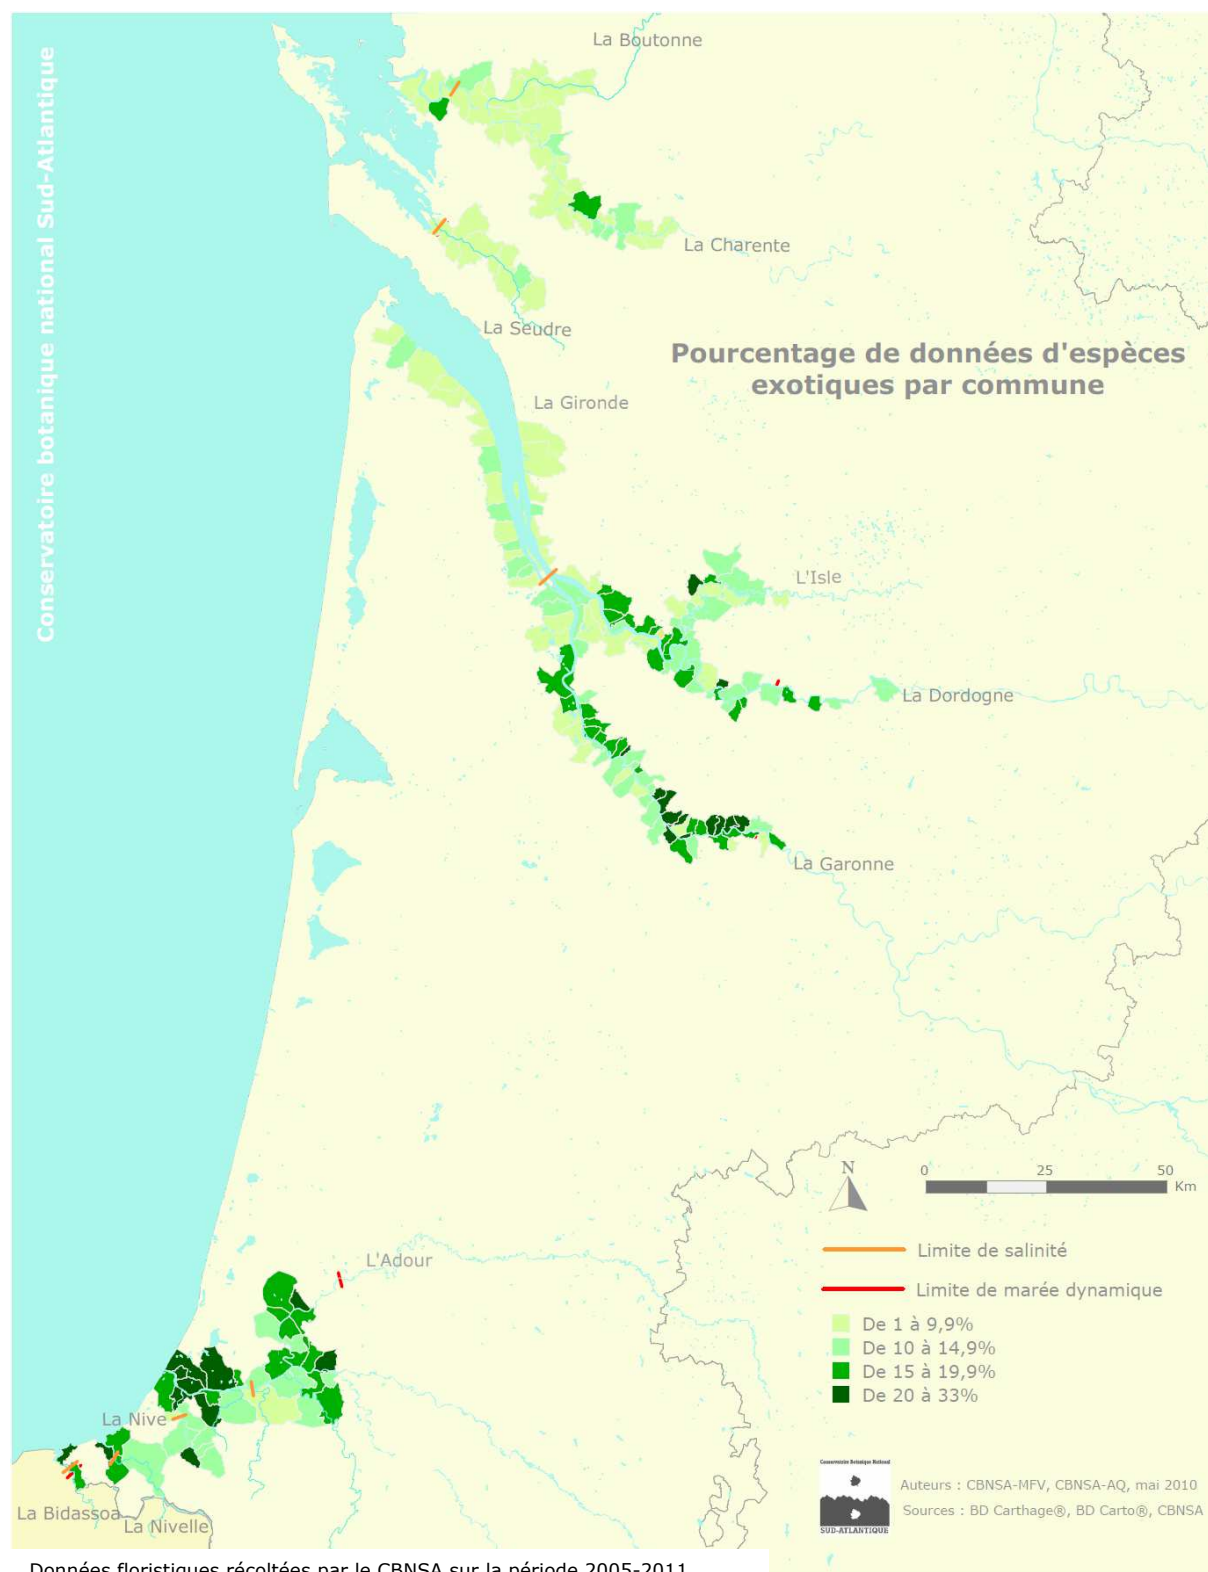 La Boutonne
Conservatoire botanique national Sud-Atlantique
La Charente
La Seudre
Pourcentage de données d'espèces
exotiques par commune
La Gironde
L'Isle
La Dordogne
La Garonne
N
0 25 50
Km
L'Adour
Limite de salinité
Limite de marée dynamique
De 1 à 9,9%
De 10 à 14,9%
De 15 à 19,9%
De 20 à 33%
La Nive
La Bidassoa
La Nivelle
Conservatoire Botanique National
SUD-ATLANTIQUE
Auteurs : CBNSA-MFV, CBNSA-AQ, mai 2010
Sources : BD Carthage®, BD Carto®, CBNSA
Données floristiques récoltées par le CBNSA sur la période 2005-2011